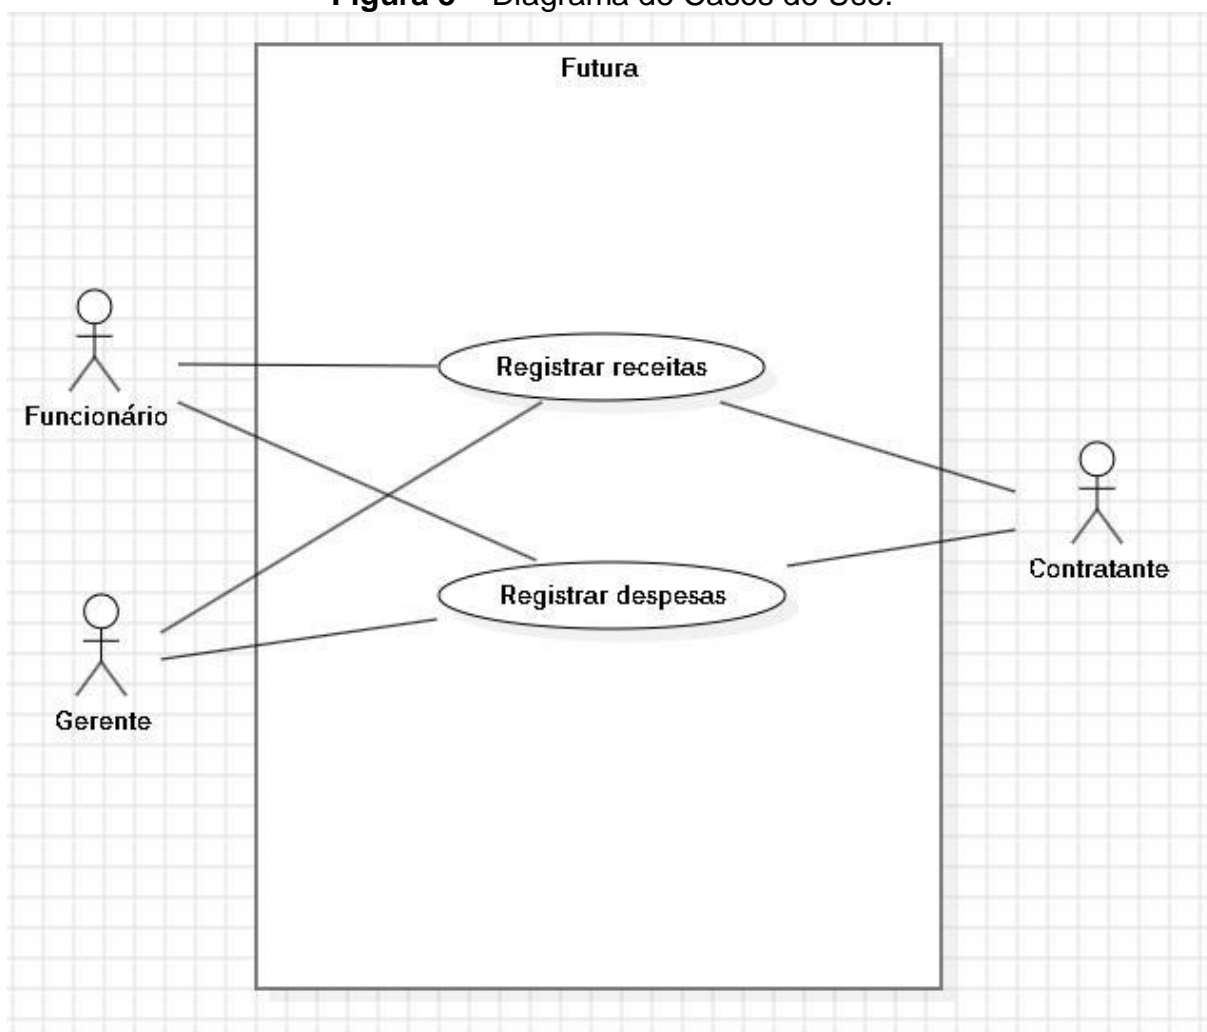 Diagrama de Casos de Uso.
Futura
Registrar receitas
Funcionário
Contratante
Registrar despesas
Gerente